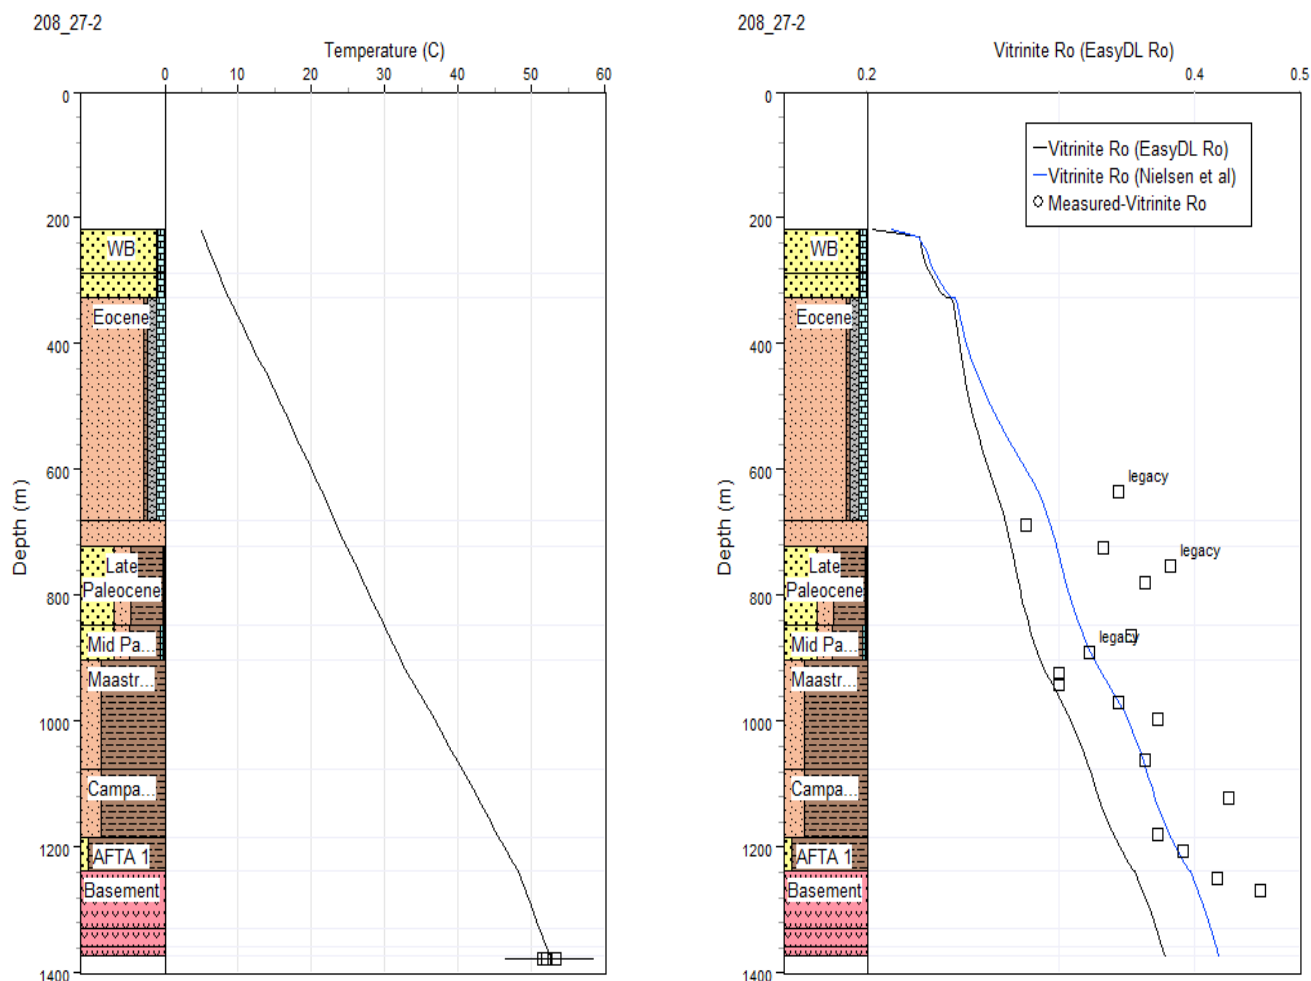 208_27-2
Temperature (C)
0 10 20 30 40 50 60
0
200
400
600
800
1000
1200
1400
Depth (m)
WB
Eocene
Late
Paleocene
Mid Pa...
Maastr...
Campa...
AFTA 1
Basement
208_27-2
Vitrinite Ro (EasyDL Ro)
0.2 0.4 0.5
0
200
400
600
800
1000
1200
1400
Depth (m)
WB
Eocene
Late
Paleocene
Mid Pa...
Maastr...
Campa...
AFTA 1
Basement
Vitrinite Ro (EasyDL Ro)
Vitrinite Ro (Nielsen et al)
Measured-Vitrinite Ro
legacy
legacy
legacy